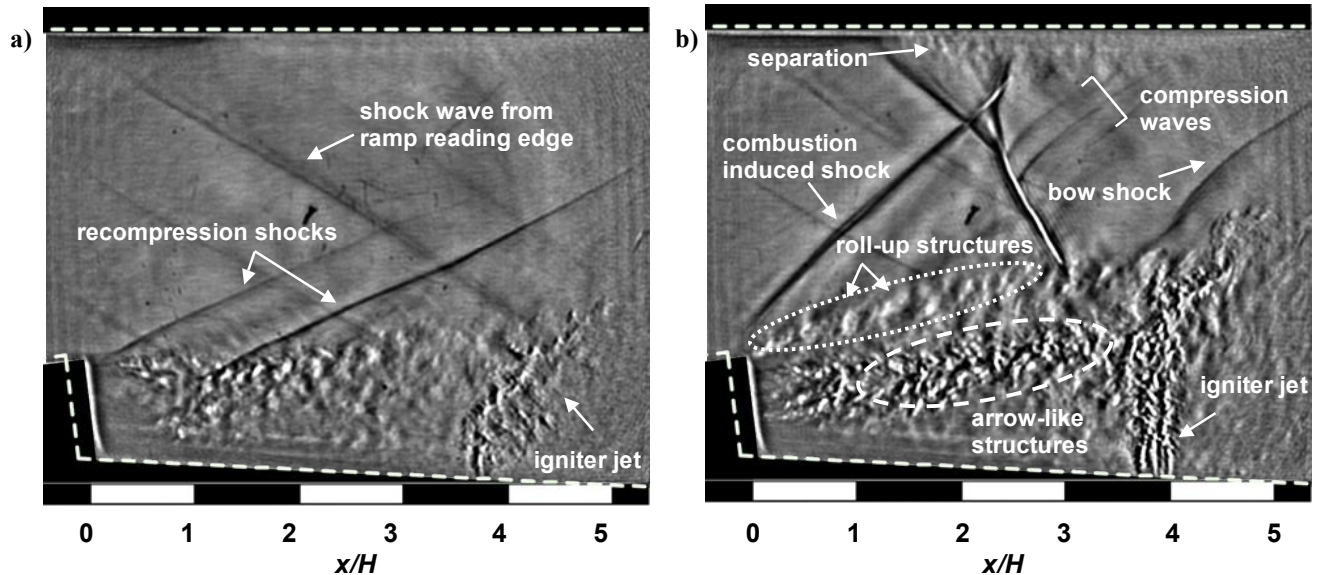 a)
shock wave from
ramp reading edge
recompression shocks
igniter jet
0 1 2 3 4 5
x/H
b)
separation
compression
waves
combustion
induced shock
bow shock
roll-up structures
igniter jet
arrow-like
structures
0 1 2 3 4 5
x/H